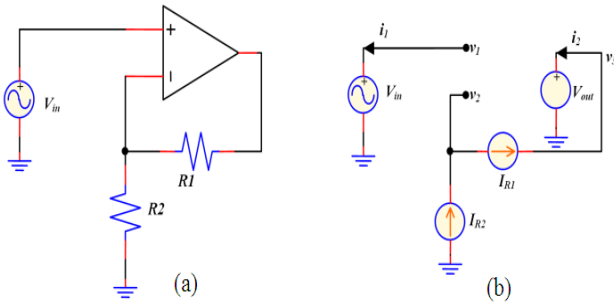 +
−
V_in
R1
R2
(a)
i_1
v_1
+
V_in
v_2
i_2
v_3
+
V_out
I_R1
I_R2
(b)